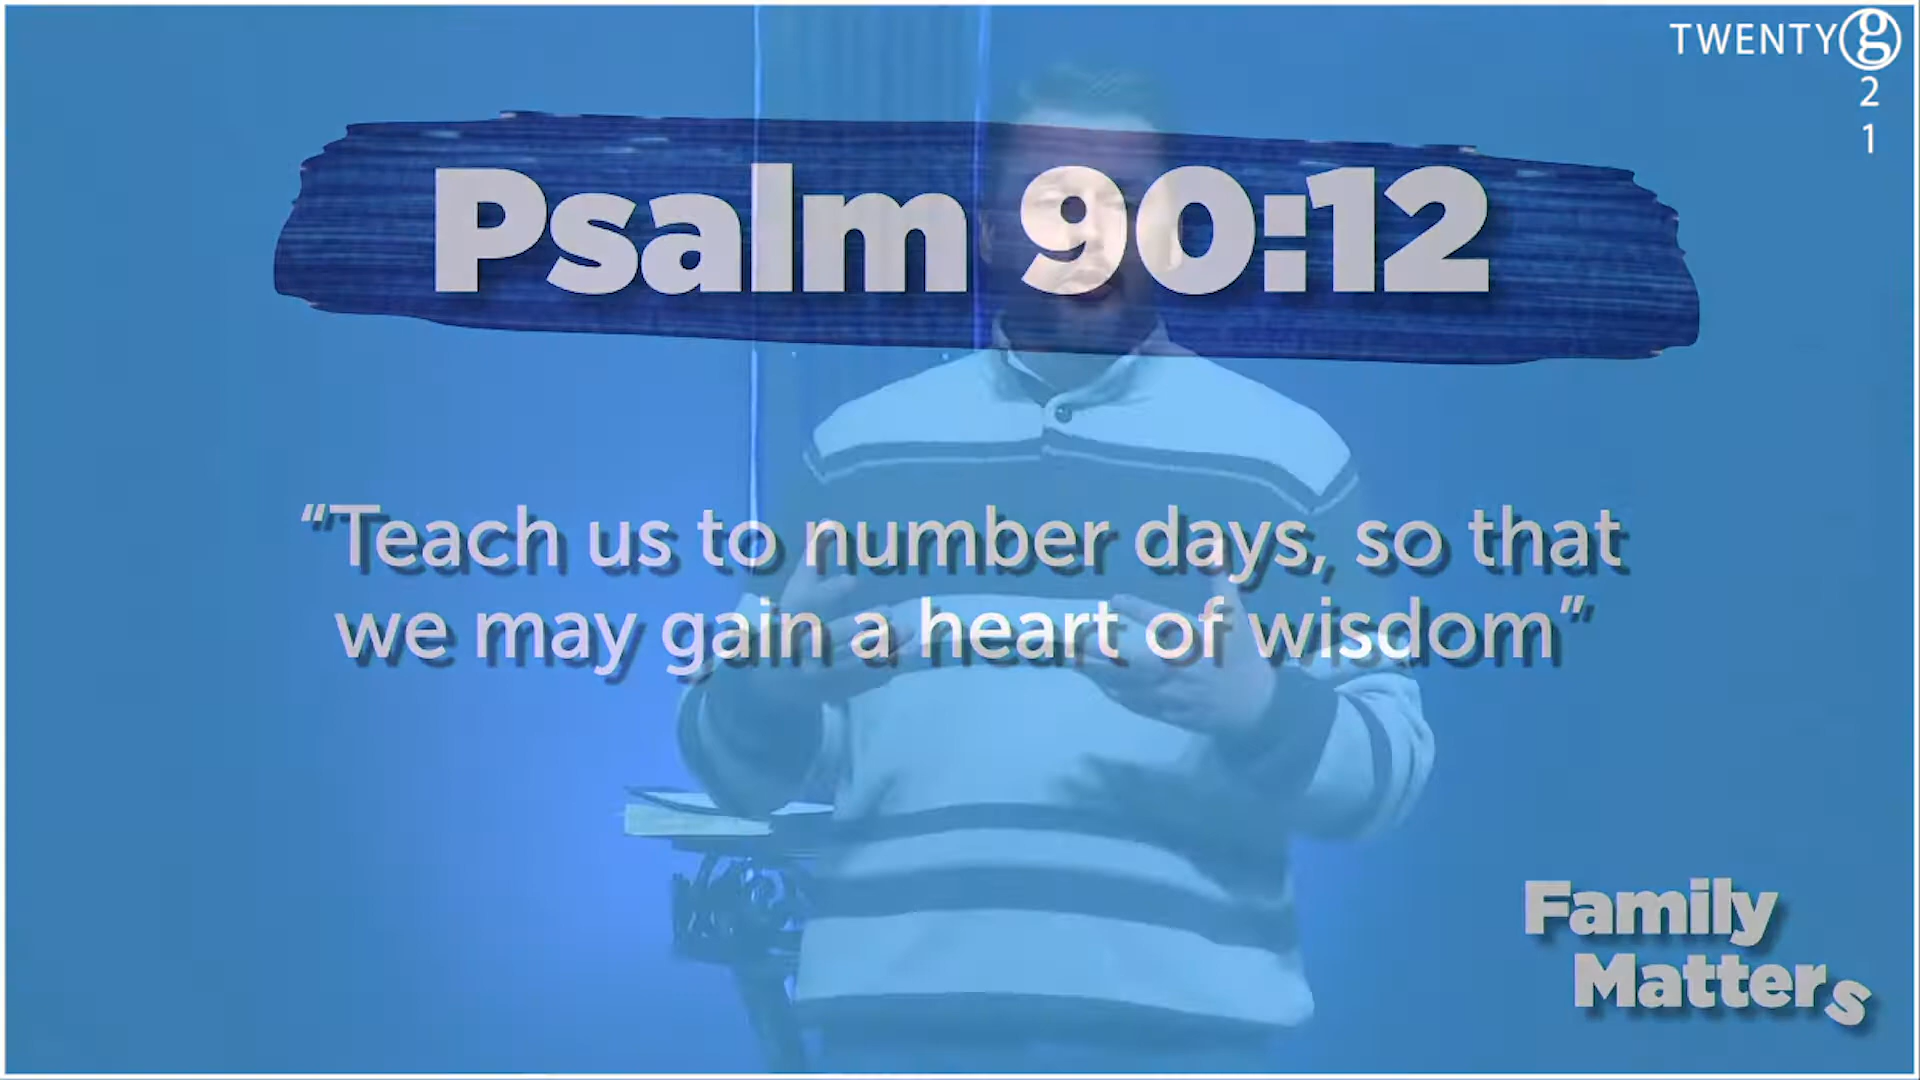 TWENTYg
2
1
Psalm 90:12
“Teach us to number days, so that
we may gain a heart of wisdom”
Family
Matters